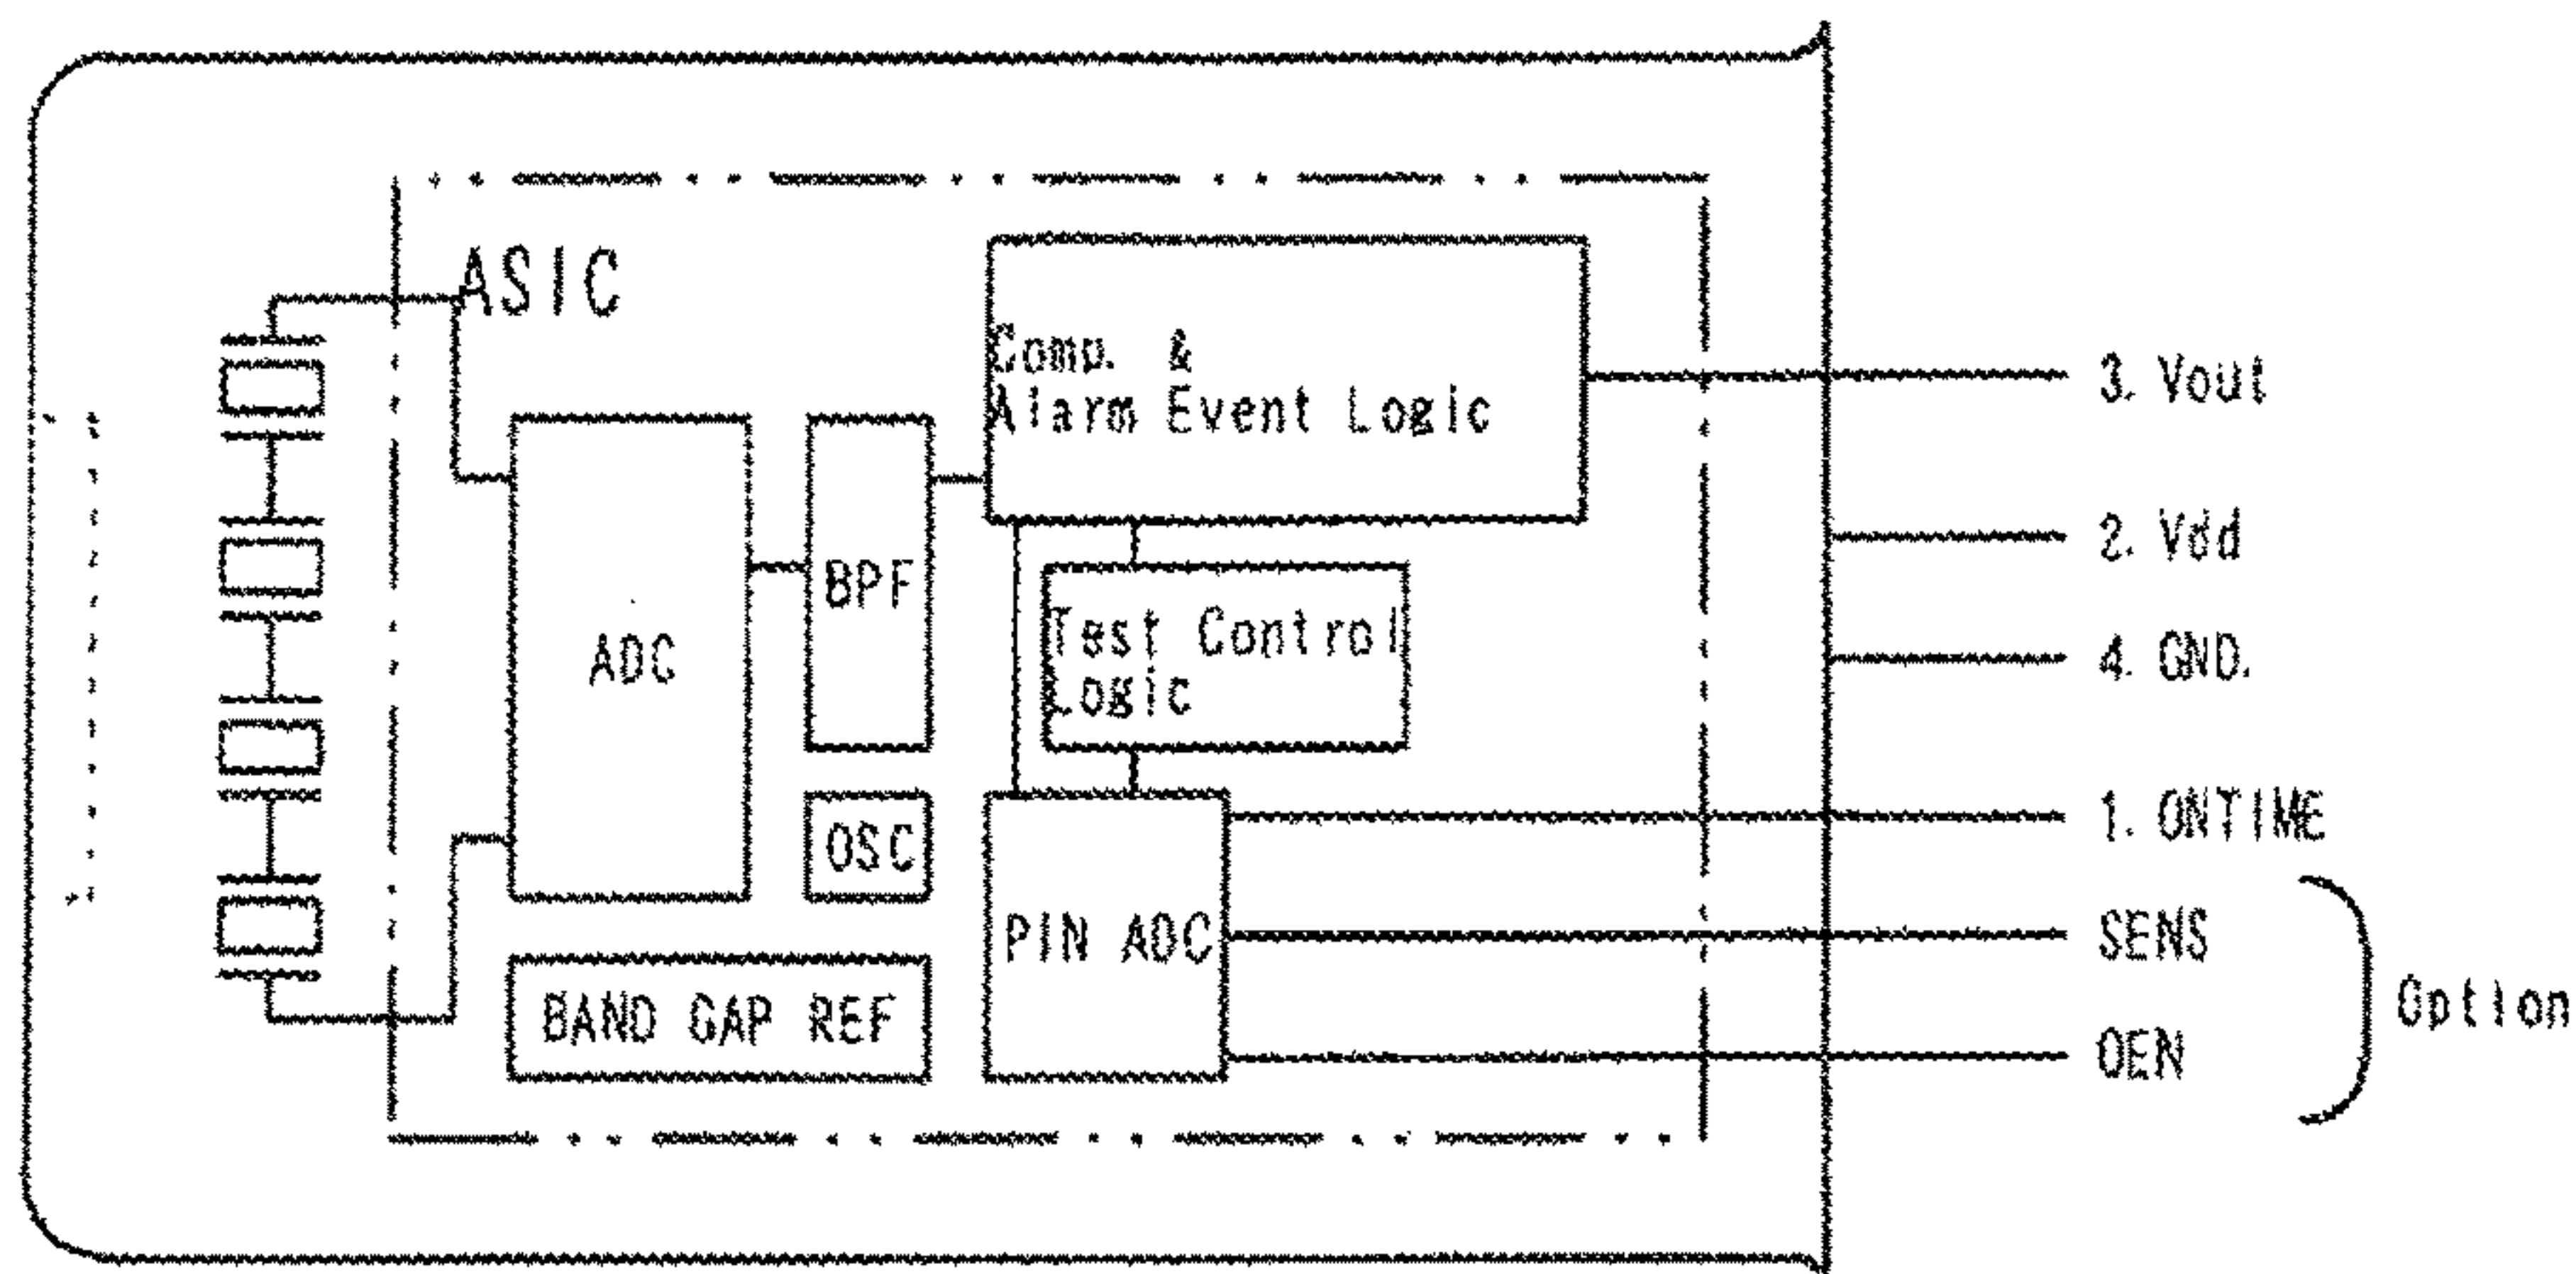 ASIC
Comp. &
Alarm Event Logic
3. Vout
ADC
BPF
2. Vdd
Test Control
Logic
4. GND.
OSC
1. ONTIME
PIN ADC
SENS
BAND GAP REF
Option
OEN